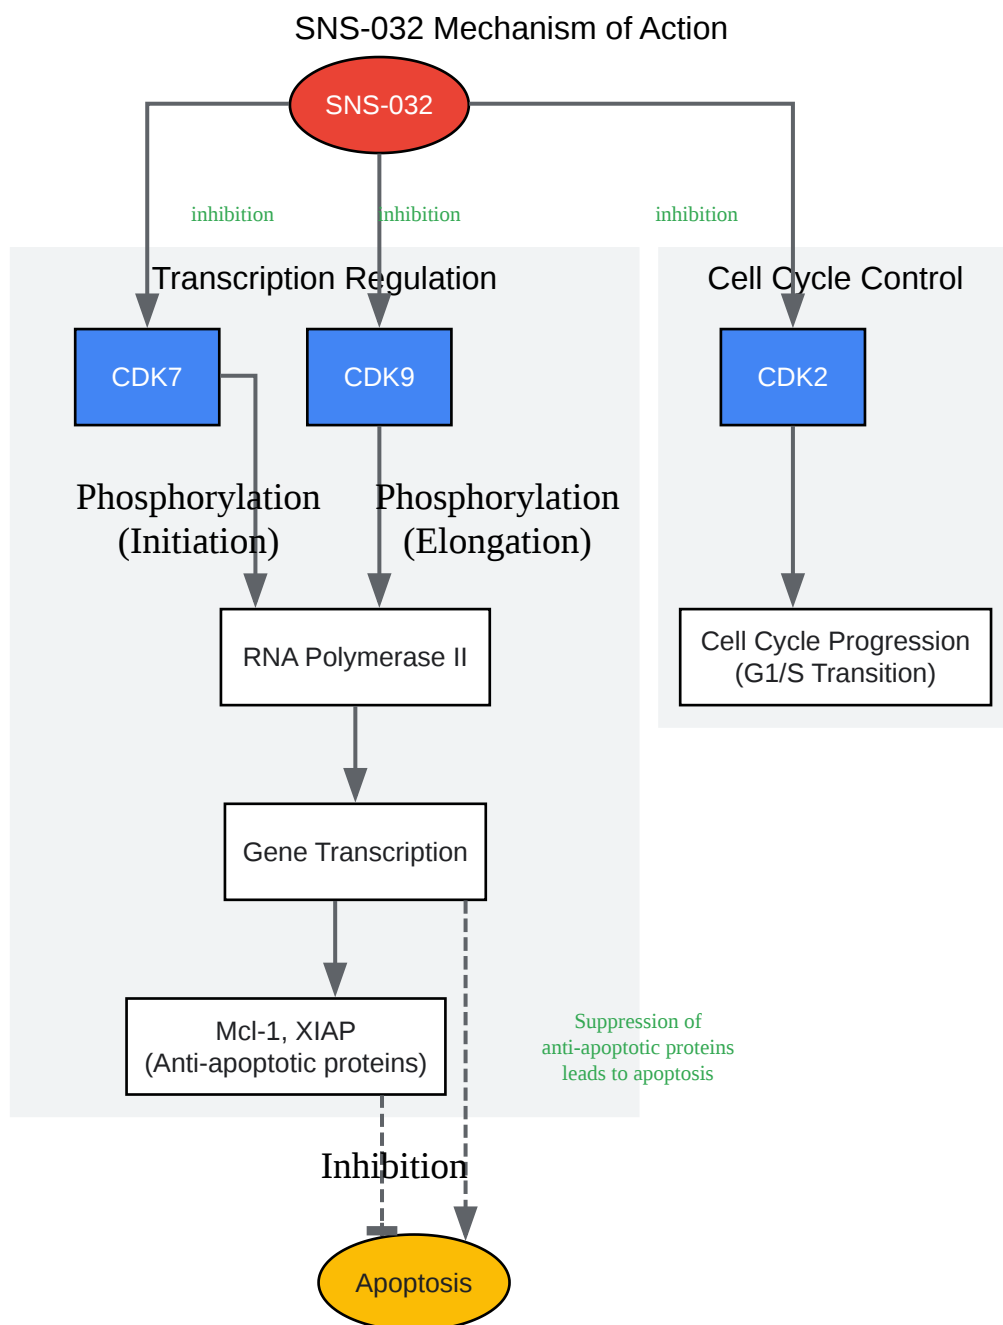 SNS-032 Mechanism of Action
SNS-032
inhibition
inhibition
inhibition
Transcription Regulation
Cell Cycle Control
CDK7
CDK9
CDK2
Phosphorylation
(Initiation)
Phosphorylation
(Elongation)
RNA Polymerase II
Cell Cycle Progression
(G1/S Transition)
Gene Transcription
Mcl-1, XIAP
(Anti-apoptotic proteins)
Suppression of
anti-apoptotic proteins
leads to apoptosis
Inhibition
Apoptosis